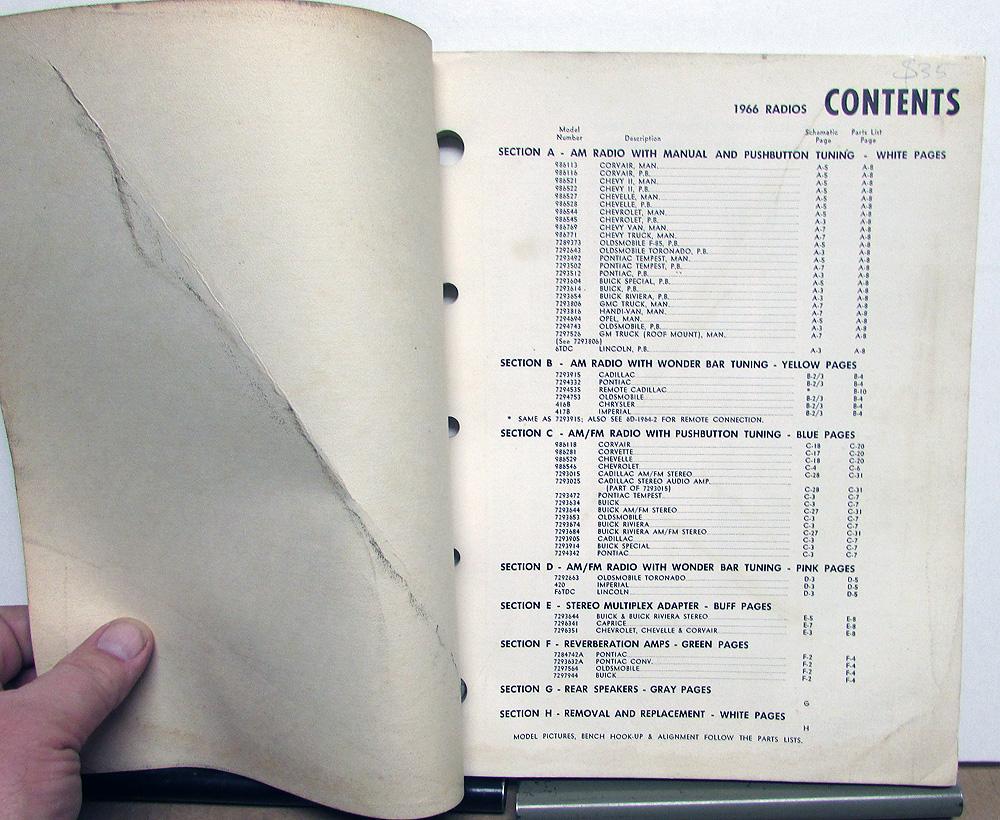 $35
1966 RADIOS CONTENTS
Model Number Description Schematic Page Parts List Page
SECTION A - AM RADIO WITH MANUAL AND PUSHBUTTON TUNING - WHITE PAGES
986113 CORVAIR, MAN. A-5 A-8
986116 CORVAIR, P.B. A-5 A-8
986521 CHEVY II, MAN. A-5 A-8
986522 CHEVY II, P.B. A-5 A-8
986527 CHEVELLE, MAN. A-5 A-8
986528 CHEVELLE, P.B. A-5 A-8
986544 CHEVROLET, MAN. A-5 A-8
986545 CHEVROLET, P.B. A-3 A-8
986769 CHEVY VAN, MAN. A-7 A-8
986771 CHEVY TRUCK, MAN. A-7 A-8
7289373 OLDSMOBILE F-85, P.B. A-5 A-8
7292643 OLDSMOBILE TORONADO, P.B. A-3 A-8
7293492 PONTIAC TEMPEST, MAN. A-5 A-8
7293502 PONTIAC TEMPEST, P.B. A-7 A-8
7293512 PONTIAC, P.B. A-3 A-8
7293604 BUICK SPECIAL, P.B. A-5 A-8
7293614 BUICK, P.B. A-3 A-8
7293654 BUICK RIVIERA, P.B. A-3 A-8
7293806 GMC TRUCK, MAN. A-7 A-8
7293816 HANDI-VAN, MAN. A-7 A-8
7294694 OPEL, MAN. A-5 A-8
7294743 OLDSMOBILE, P.B. A-3 A-8
7297526 GM TRUCK (ROOF MOUNT), MAN. A-7 A-8
(See 7293806)
6TDC LINCOLN, P.B. A-3 A-8
SECTION B - AM RADIO WITH WONDER BAR TUNING - YELLOW PAGES
7293915 CADILLAC B-2/3 B-4
7294332 PONTIAC B-2/3 B-4
7294535 REMOTE CADILLAC * B-10
7294753 OLDSMOBILE B-2/3 B-4
416B CHRYSLER B-2/3 B-4
417B IMPERIAL B-2/3 B-4
* SAME AS 7293915; ALSO SEE 6D-1964-2 FOR REMOTE CONNECTION.
SECTION C - AM/FM RADIO WITH PUSHBUTTON TUNING - BLUE PAGES
986118 CORVAIR C-18 C-20
986281 CORVETTE C-17 C-20
986529 CHEVELLE C-18 C-20
986546 CHEVROLET C-4 C-6
7293015 CADILLAC AM/FM STEREO C-28 C-31
7293025 CADILLAC STEREO AUDIO AMP.
(PART OF 7293015) C-28 C-31
7293472 PONTIAC TEMPEST C-3 C-7
7293634 BUICK C-3 C-7
7293644 BUICK AM/FM STEREO C-27 C-31
7293653 OLDSMOBILE C-3 C-7
7293674 BUICK RIVIERA C-3 C-7
7293684 BUICK RIVIERA AM/FM STEREO C-27 C-31
7293905 CADILLAC C-3 C-7
7293914 BUICK SPECIAL C-3 C-7
7294342 PONTIAC C-3 C-7
SECTION D - AM/FM RADIO WITH WONDER BAR TUNING - PINK PAGES
7292663 OLDSMOBILE TORONADO D-3 D-5
420 IMPERIAL D-3 D-5
F6TDC LINCOLN D-3 D-5
SECTION E - STEREO MULTIPLEX ADAPTER - BUFF PAGES
7293644 BUICK & BUICK RIVIERA STEREO E-5 E-8
7296341 CAPRICE E-7 E-8
7296351 CHEVROLET, CHEVELLE & CORVAIR E-3 E-8
SECTION F - REVERBERATION AMPS - GREEN PAGES
7284742A PONTIAC F-2 F-4
7293632A PONTIAC CONV. F-2 F-4
7297564 OLDSMOBILE F-2 F-4
7297944 BUICK F-2 F-4
SECTION G - REAR SPEAKERS - GRAY PAGES
G
SECTION H - REMOVAL AND REPLACEMENT - WHITE PAGES
H
MODEL PICTURES, BENCH HOOK-UP & ALIGNMENT FOLLOW THE PARTS LISTS.